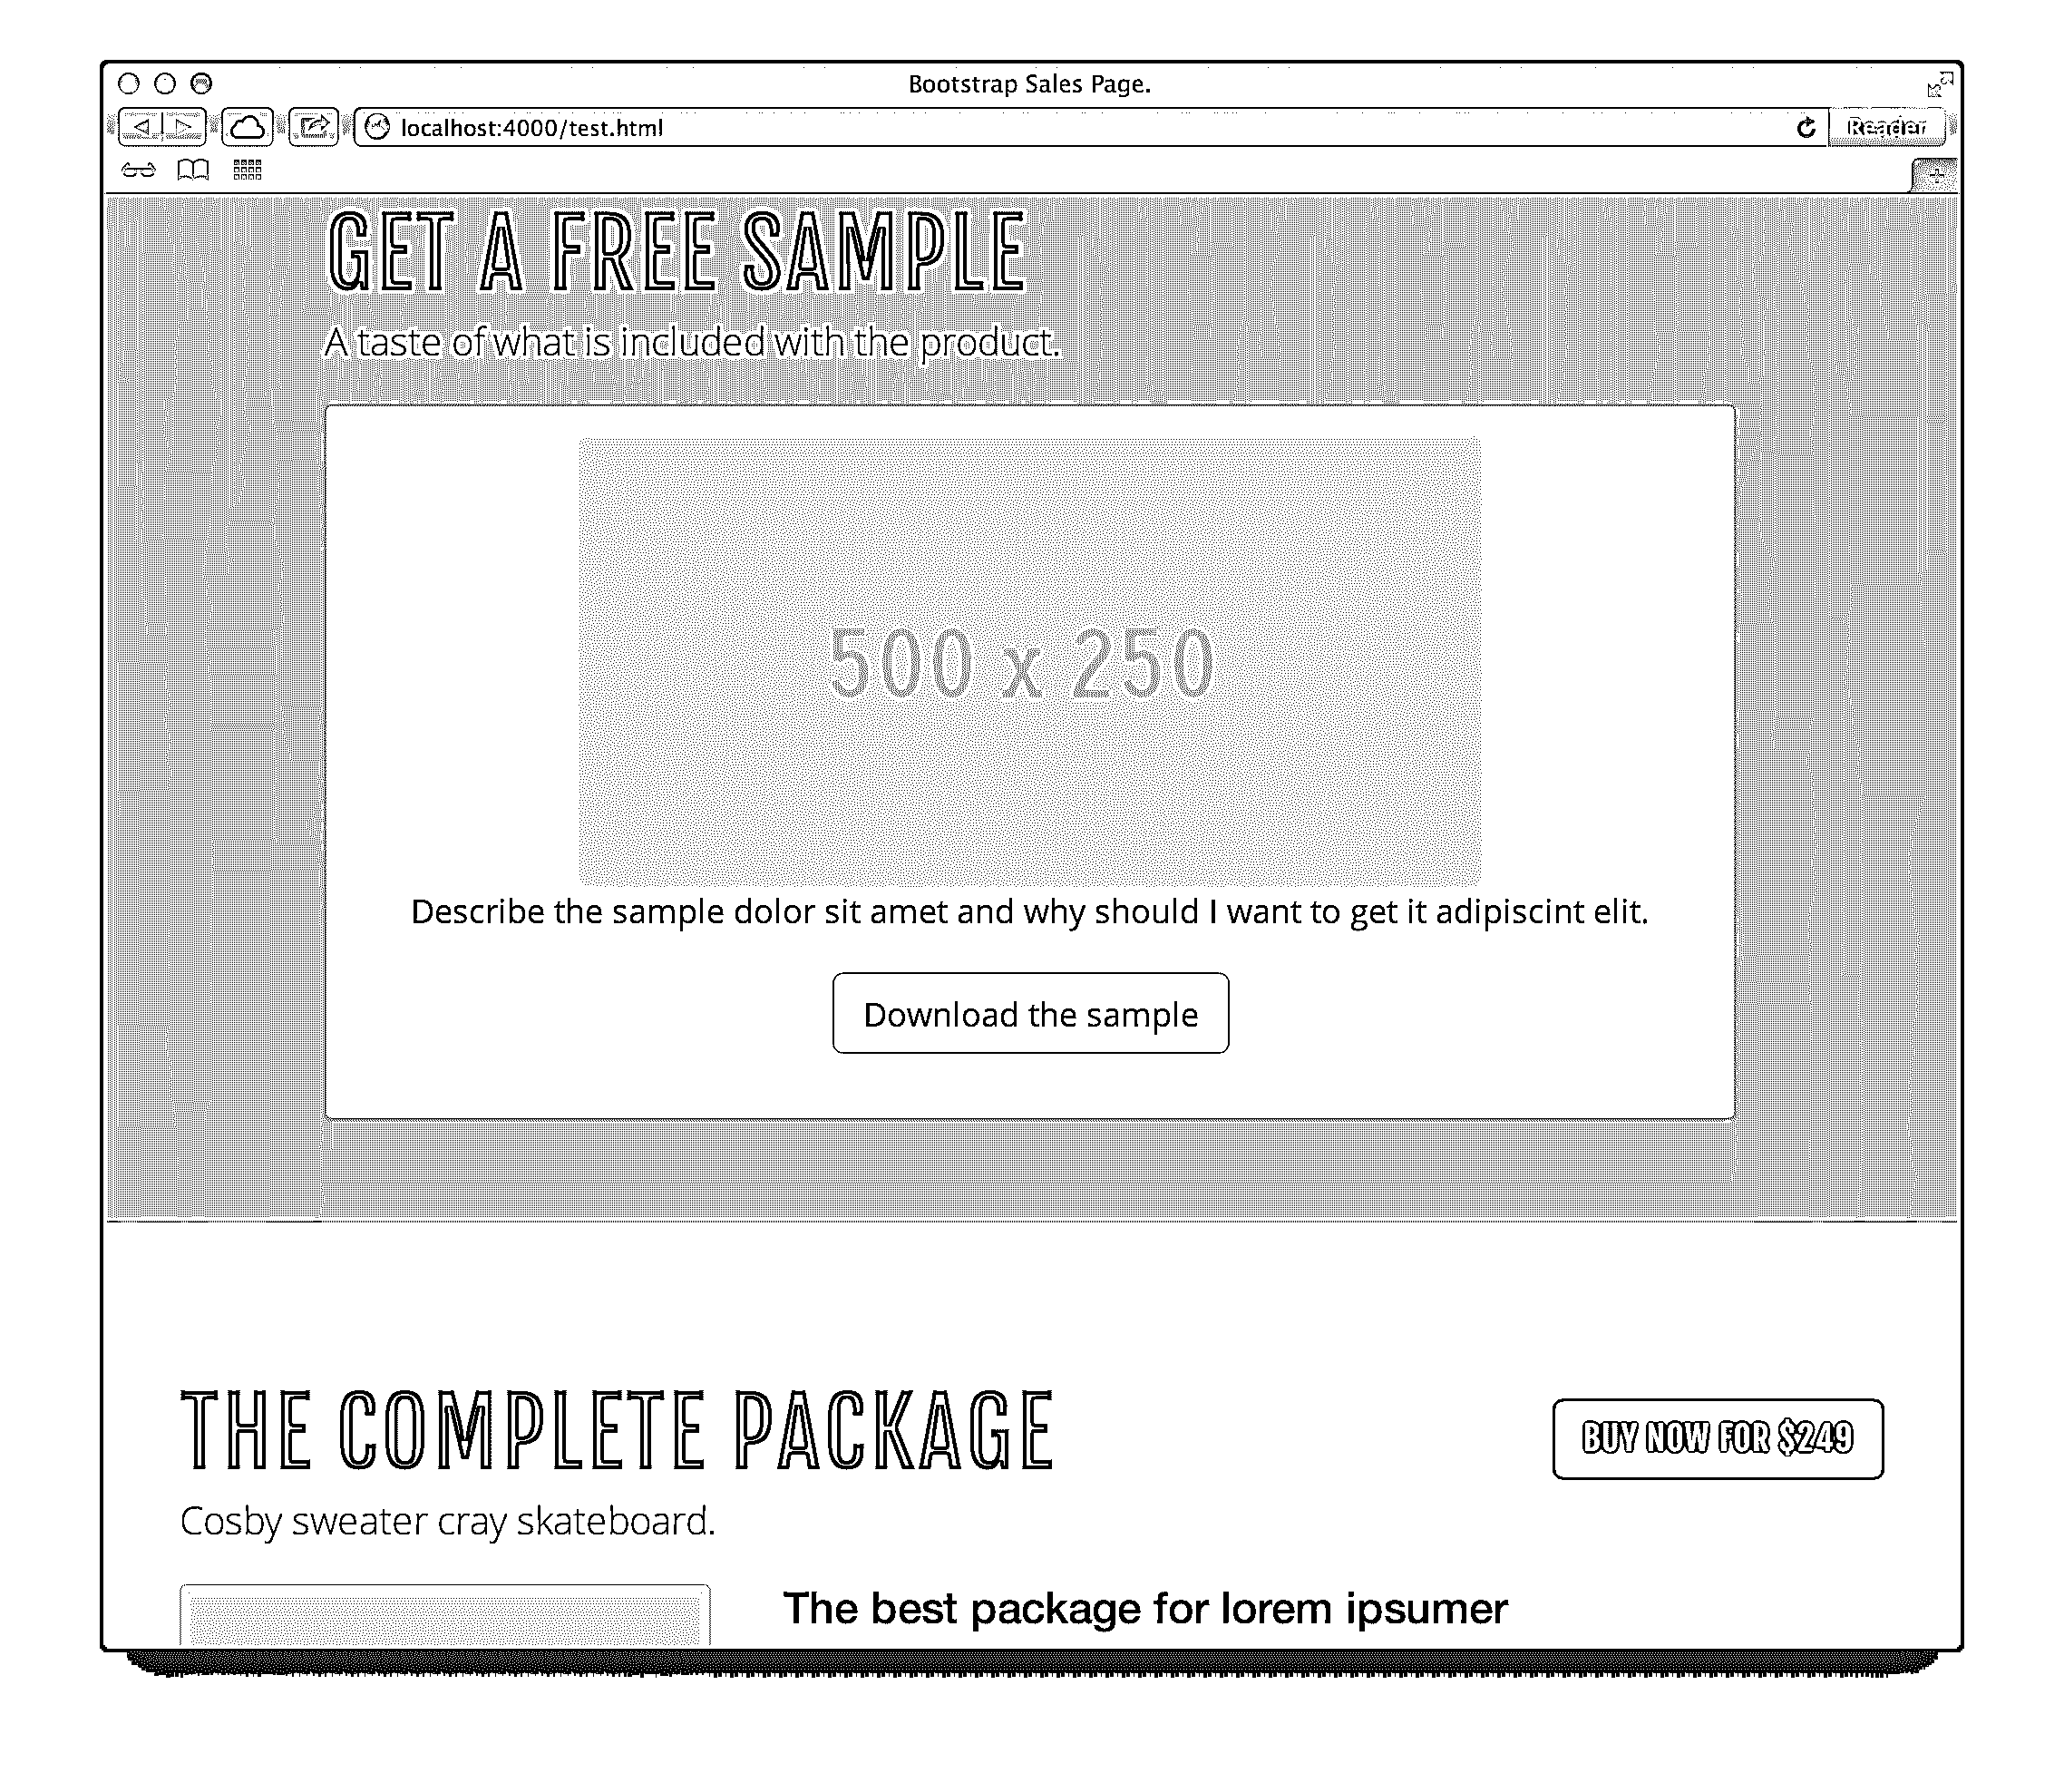 Bootstrap Sales Page.
localhost:4000/test.html
Reader
GET A FREE SAMPLE
A taste of what is included with the product.
500 x 250
Describe the sample dolor sit amet and why should I want to get it adipiscint elit.
Download the sample
THE COMPLETE PACKAGE
BUY NOW FOR $249
Cosby sweater cray skateboard.
The best package for lorem ipsumer